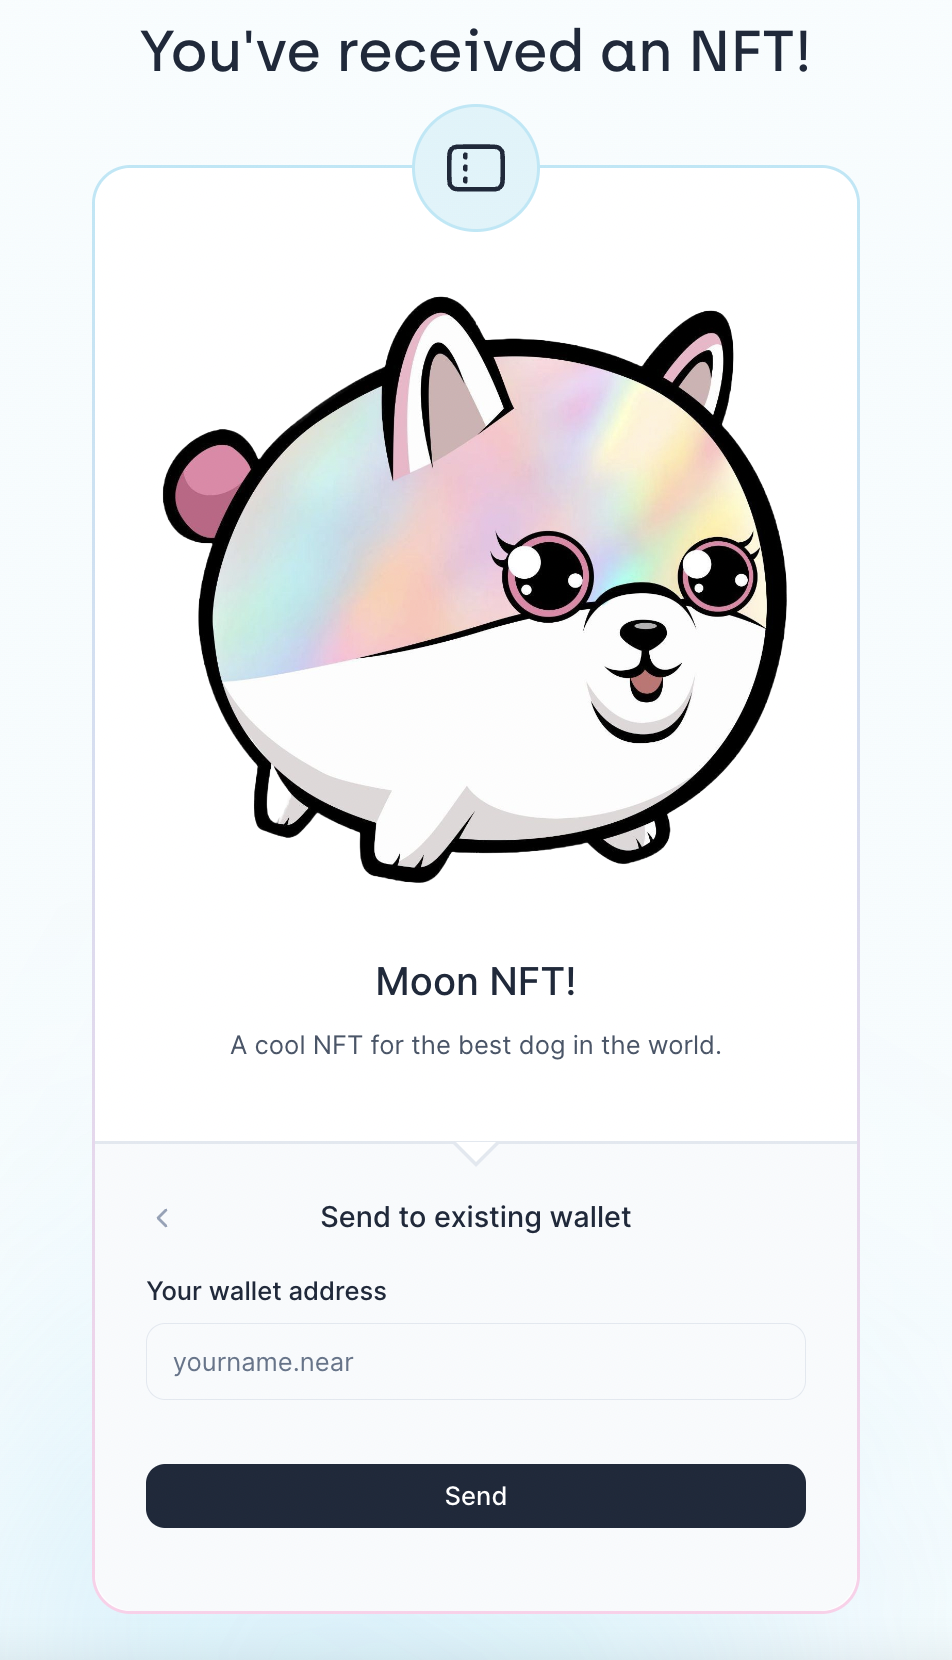 You've received an NFT!
Moon NFT!
A cool NFT for the best dog in the world.
Send to existing wallet
Your wallet address
yourname.near
Send